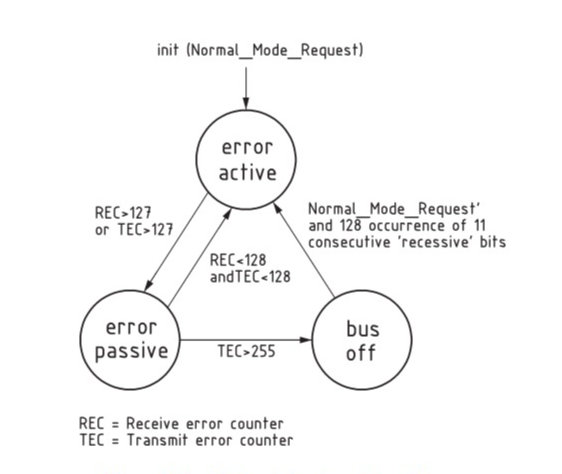 init (Normal_Mode_Request)
error
active
REC>127
or TEC>127
Normal_Mode_Request'
and 128 occurrence of 11
consecutive 'recessive' bits
REC<128
andTEC<128
error
passive
bus
off
TEC>255
REC = Receive error counter
TEC = Transmit error counter